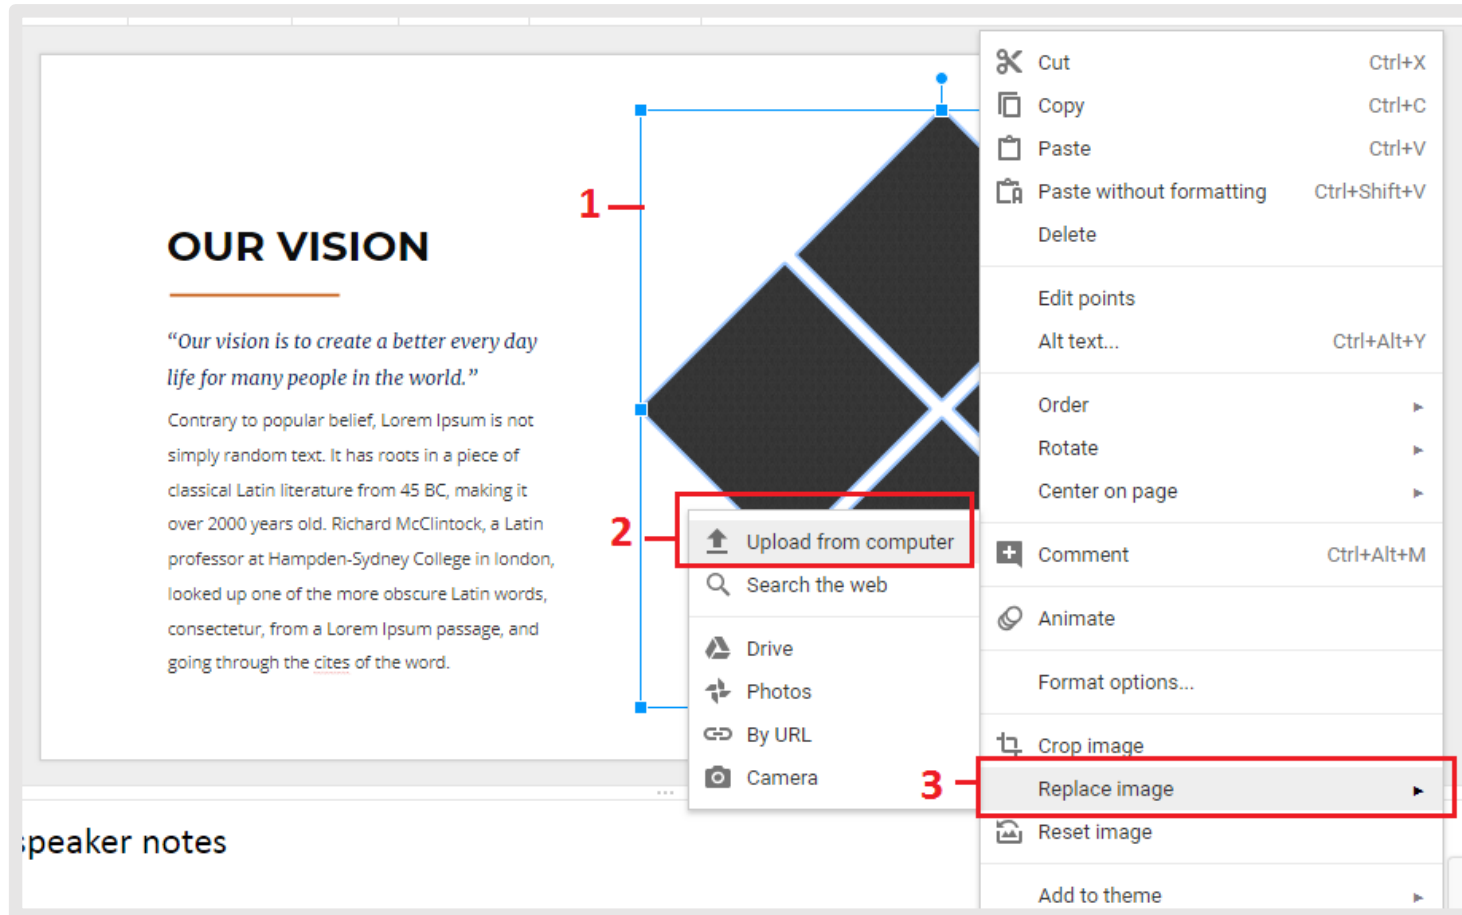 OUR VISION
“Our vision is to create a better every day
life for many people in the world.”
Contrary to popular belief, Lorem Ipsum is not
simply random text. It has roots in a piece of
classical Latin literature from 45 BC, making it
over 2000 years old. Richard McClintock, a Latin
professor at Hampden-Sydney College in london,
looked up one of the more obscure Latin words,
consectetur, from a Lorem Ipsum passage, and
going through the cites of the word.
1
2
Upload from computer
Search the web
Drive
Photos
By URL
Camera
3
Cut Ctrl+X
Copy Ctrl+C
Paste Ctrl+V
Paste without formatting Ctrl+Shift+V
Delete
Edit points
Alt text... Ctrl+Alt+Y
Order
Rotate
Center on page
Comment Ctrl+Alt+M
Animate
Format options...
Crop image
Replace image
Reset image
Add to theme
speaker notes